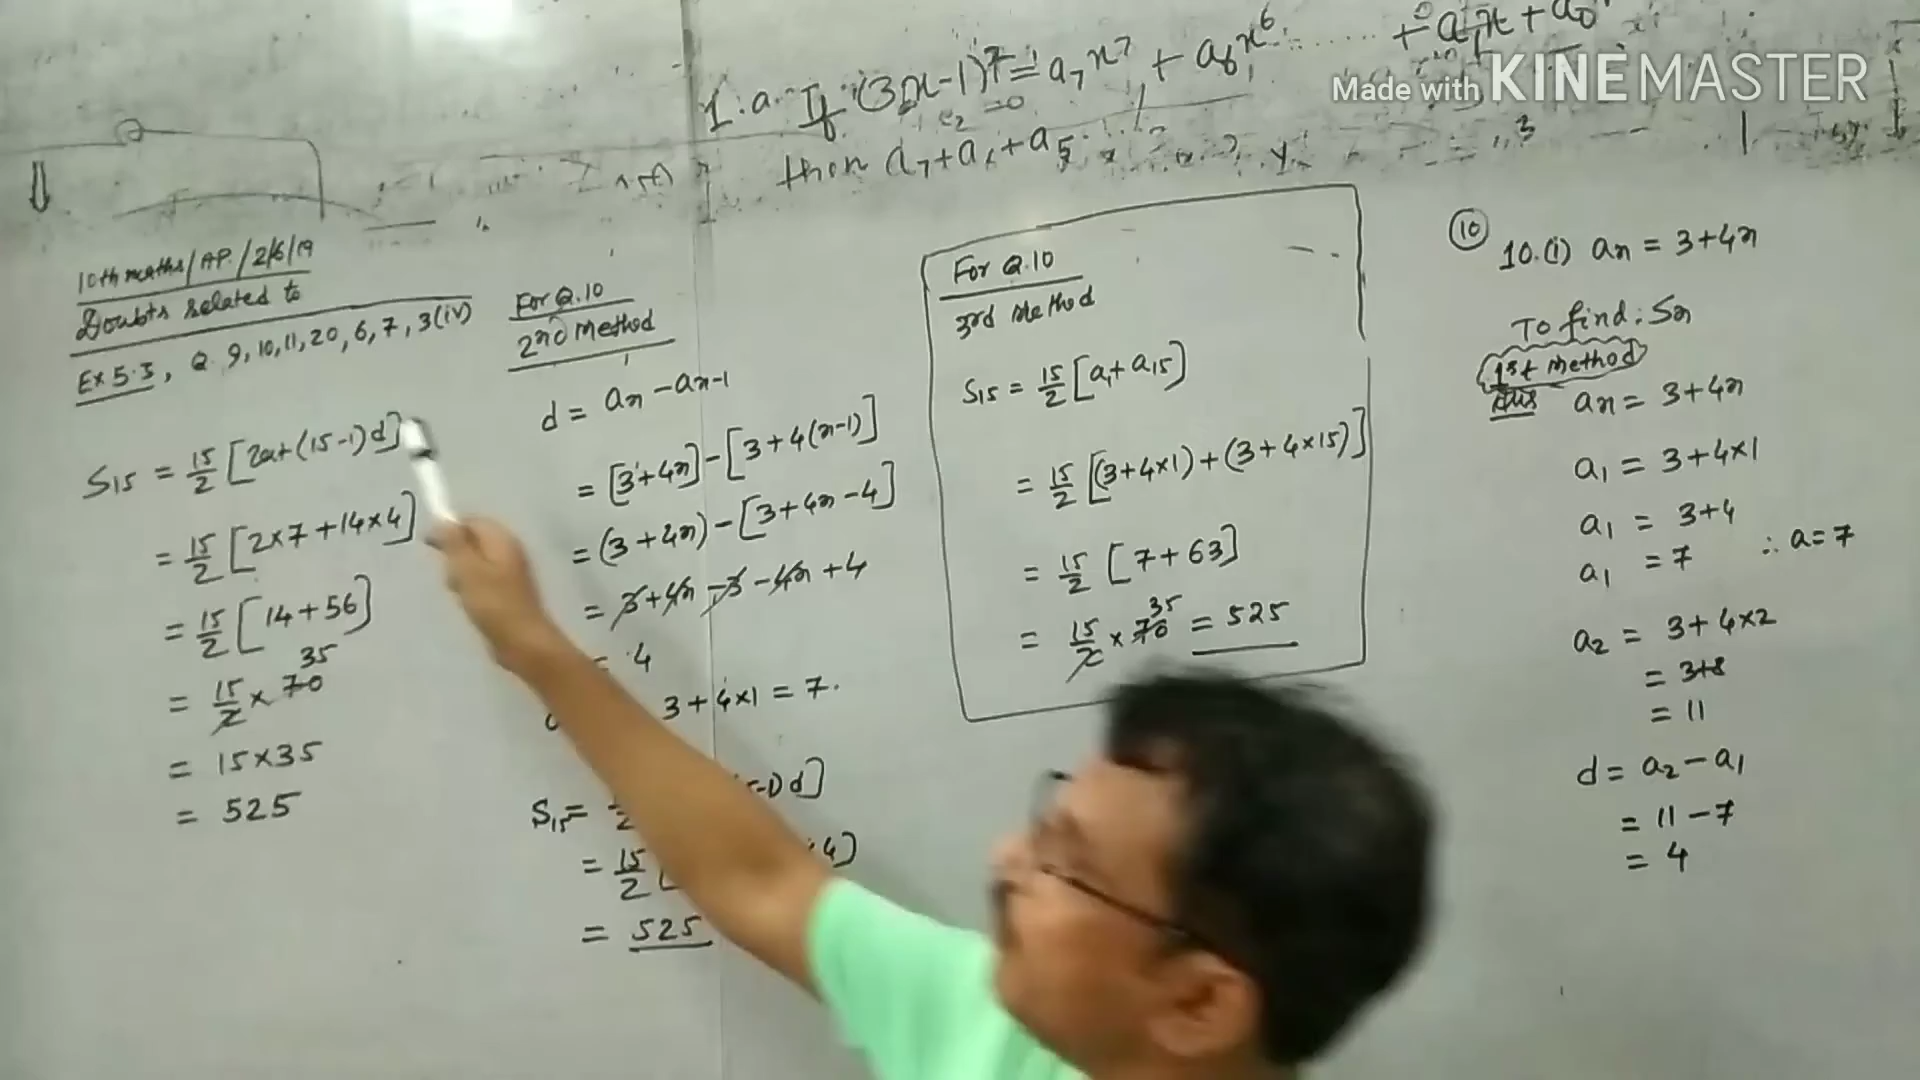 Made with KINEMASTER
1.a. If (3x-1)⁷ = a₇x⁷ + a₆x⁶ ........ + a₁x + a₀
then a₇+a₆+a₅
10th maths/AP/2/6/19
Doubts related to
Ex 5.3, Q. 9, 10, 11, 20, 6, 7, 3(iv)
S₁₅ = 15/2 [2a+(15-1)d]
= 15/2 [2×7+14×4]
= 15/2 [14+56]
= 15/2 × 70 35
= 15×35
= 525
For Q.10
2nd Method
d = an - an-1
= [3+4n]-[3+4(n-1)]
= (3+4n)-[3+4n-4]
= 3+4n-3-4n+4
= 4
3+4×1 = 7.
S₁₅ =
d]
= 15/2 [
4]
= 525
For Q.10
3rd Method
S₁₅ = 15/2 [a₁+a₁₅]
= 15/2 [(3+4×1)+(3+4×15)]
= 15/2 [7+63]
= 15/2 × 70 35 = 525
10
10.(i) an = 3+4n
To find: Sn
1st Method
Ans an = 3+4n
a₁ = 3+4×1
a₁ = 3+4
a₁ = 7 ∴ a=7
a₂ = 3+4×2
= 3+8
= 11
d = a₂-a₁
= 11-7
= 4